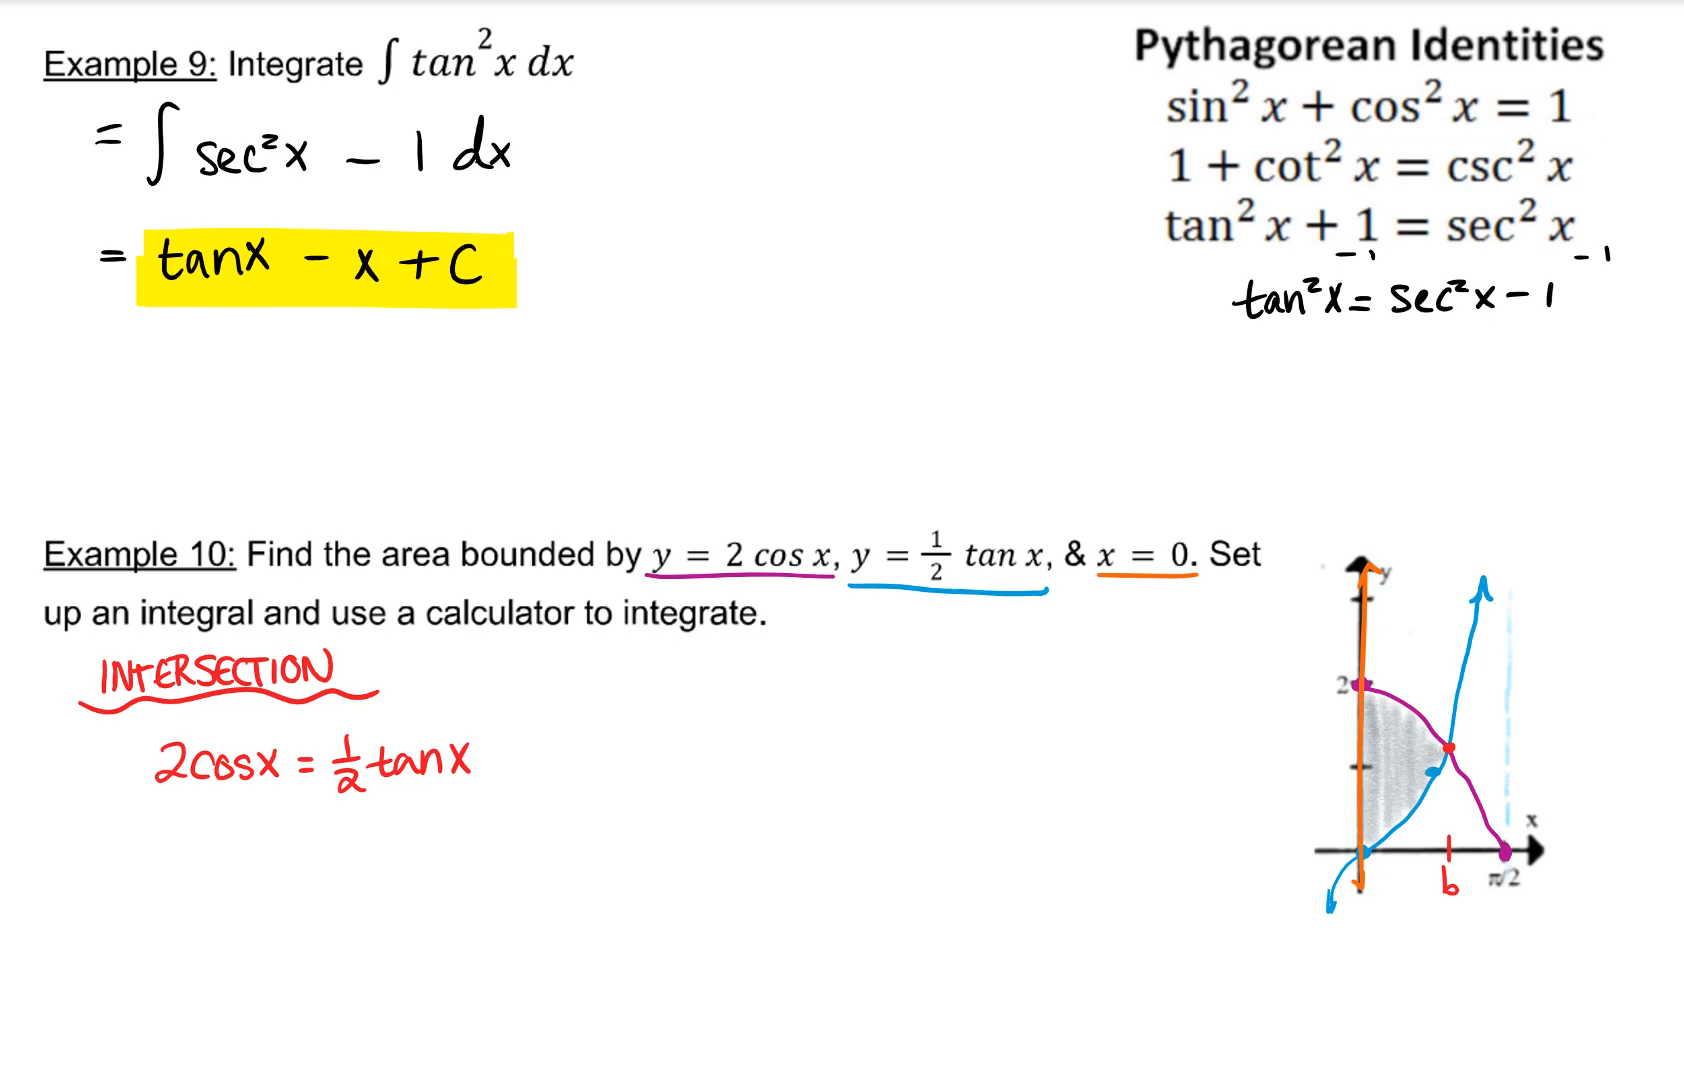 Example 9: Integrate ∫ tan²x dx
= ∫ sec²x − 1 dx
= tanx − x + C
Pythagorean Identities
sin² x + cos² x = 1
1 + cot² x = csc² x
tan² x + 1 = sec² x
−1 −1
tan²x = sec²x − 1
Example 10: Find the area bounded by y = 2 cos x, y = 1/2 tan x, & x = 0. Set
up an integral and use a calculator to integrate.
INTERSECTION
2cosx = 1/2 tanx
y
2
x
b
π/2